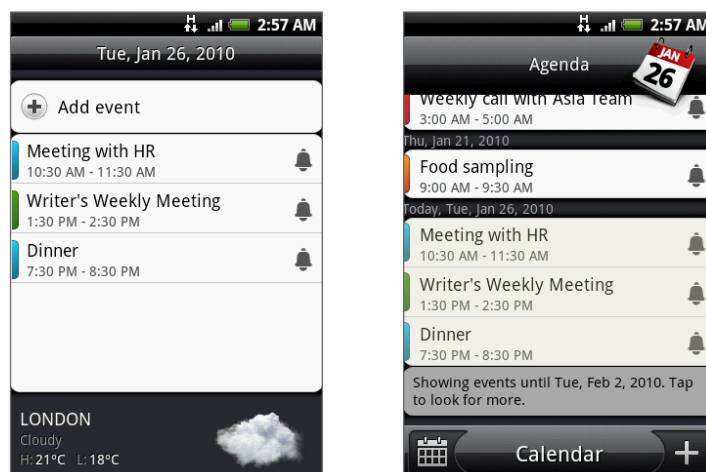 H
2:57 AM
Tue, Jan 26, 2010
Add event
Meeting with HR
10:30 AM - 11:30 AM
Writer's Weekly Meeting
1:30 PM - 2:30 PM
Dinner
7:30 PM - 8:30 PM
LONDON
Cloudy
H: 21°C L: 18°C
H
2:57 AM
Agenda
JAN
26
Weekly call with Asia Team
3:00 AM - 5:00 AM
Thu, Jan 21, 2010
Food sampling
9:00 AM - 9:30 AM
Today, Tue, Jan 26, 2010
Meeting with HR
10:30 AM - 11:30 AM
Writer's Weekly Meeting
1:30 PM - 2:30 PM
Dinner
7:30 PM - 8:30 PM
Showing events until Tue, Feb 2, 2010. Tap
to look for more.
Calendar